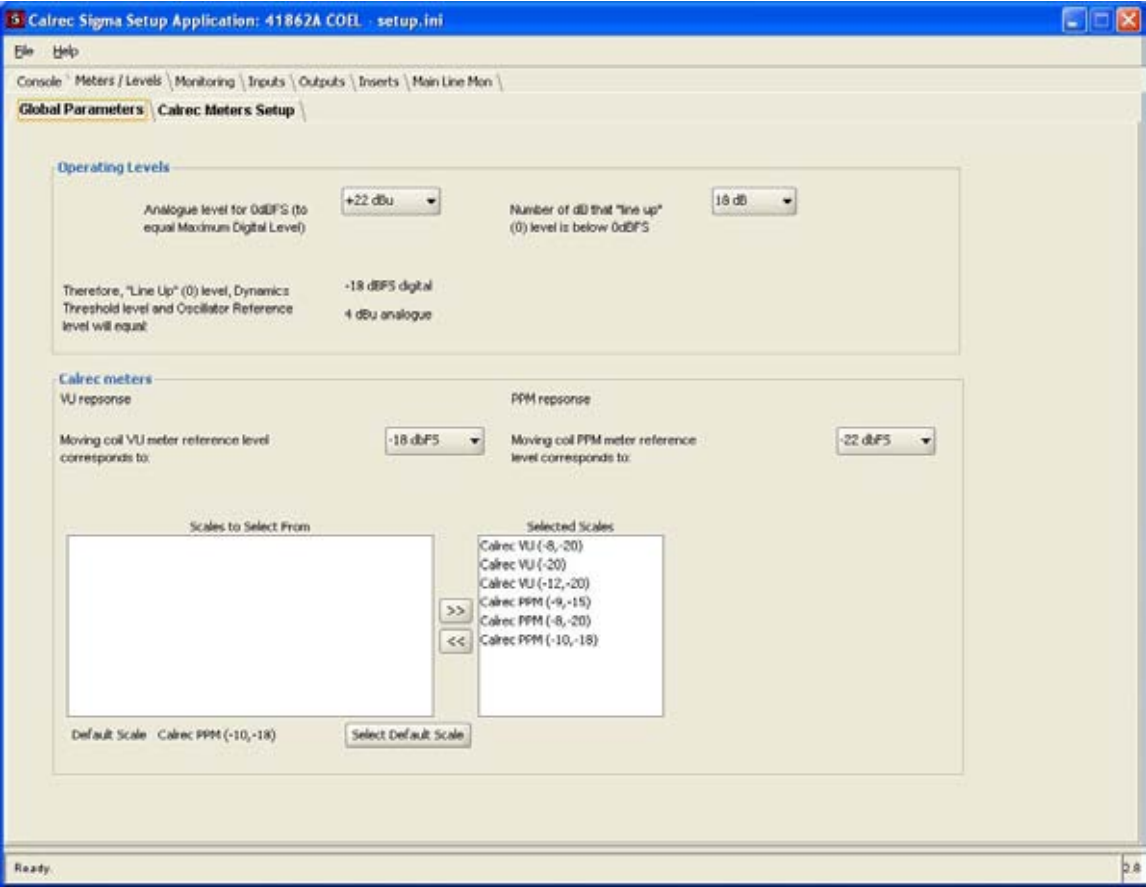 Calrec Sigma Setup Application: 41862A COEL - setup.ini
File Help
Console Meters / Levels Monitoring Inputs Outputs Inserts Main Line Mon
Global Parameters Calrec Meters Setup
Operating Levels
Analogue level for 0dBFS (to
equal Maximum Digital Level)
+22 dBu
Number of dB that "line up"
(0) level is below 0dBFS
18 dB
Therefore, "Line Up" (0) level, Dynamics
Threshold level and Oscillator Reference
level will equal:
-18 dBFS digital
4 dBu analogue
Calrec meters
VU repsonse
PPM repsonse
Moving coil VU meter reference level
corresponds to:
-18 dbFS
Moving coil PPM meter reference
level corresponds to:
-22 dbFS
Scales to Select From
Selected Scales
Calrec VU (-8,-20)
Calrec VU (-20)
Calrec VU (-12,-20)
Calrec PPM (-9,-15)
Calrec PPM (-8,-20)
Calrec PPM (-10,-18)
>>
<<
Default Scale Calrec PPM (-10,-18)
Select Default Scale
Ready.